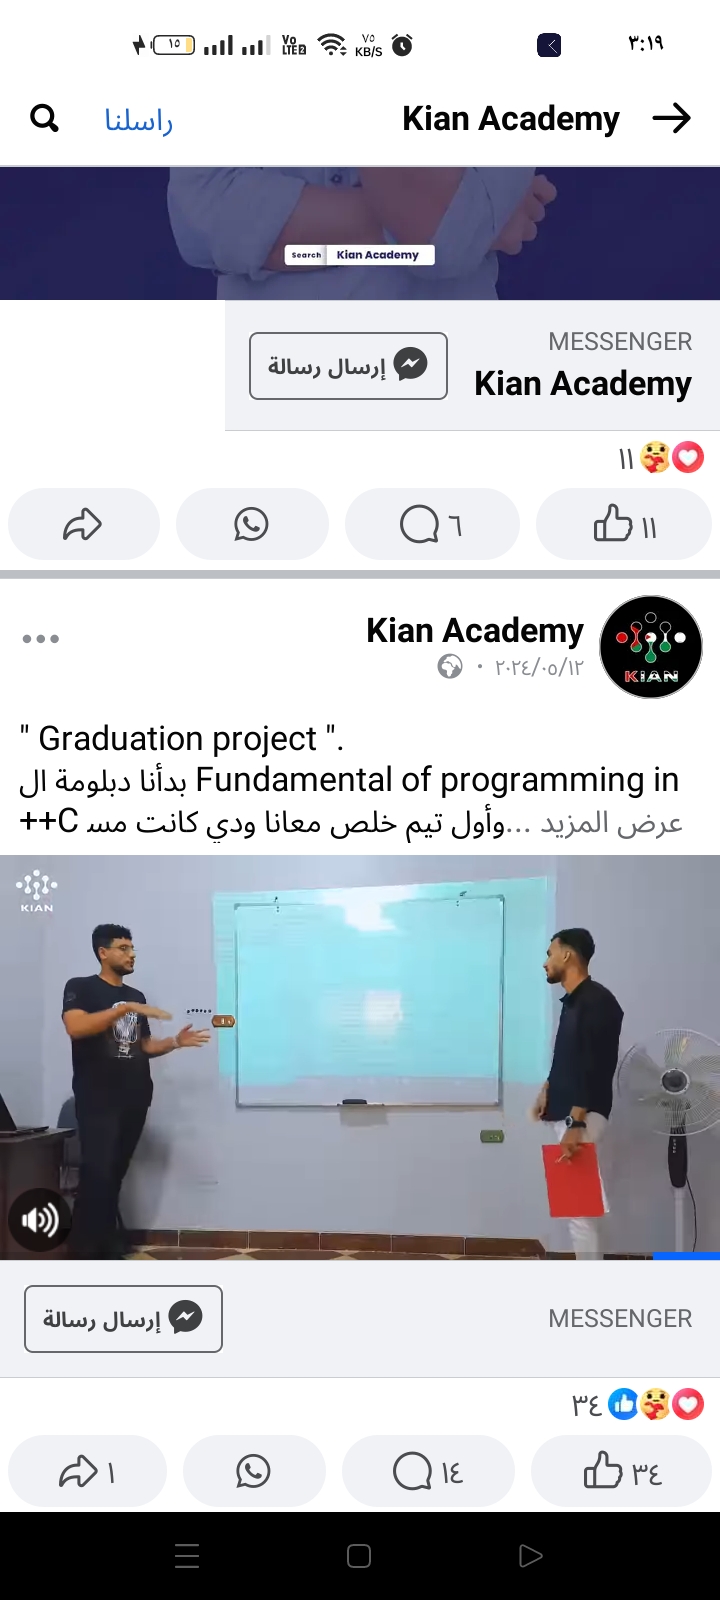 ١٥ Vo LTE2 ٧٥ KB/S ٣:١٩
Kian Academy راسلنا
Search Kian Academy
MESSENGER
Kian Academy
إرسال رسالة
١١
١١
٦
Kian Academy
٢٠٢٤/٠٥/١٢
KIAN
" Graduation project ".
بدأنا دبلومة ال Fundamental of programming in
C++ وأول تيم خلص معانا ودي كانت مسـ... عرض المزيد
KIAN
MESSENGER
إرسال رسالة
٣٤
٣٤
١٤
١